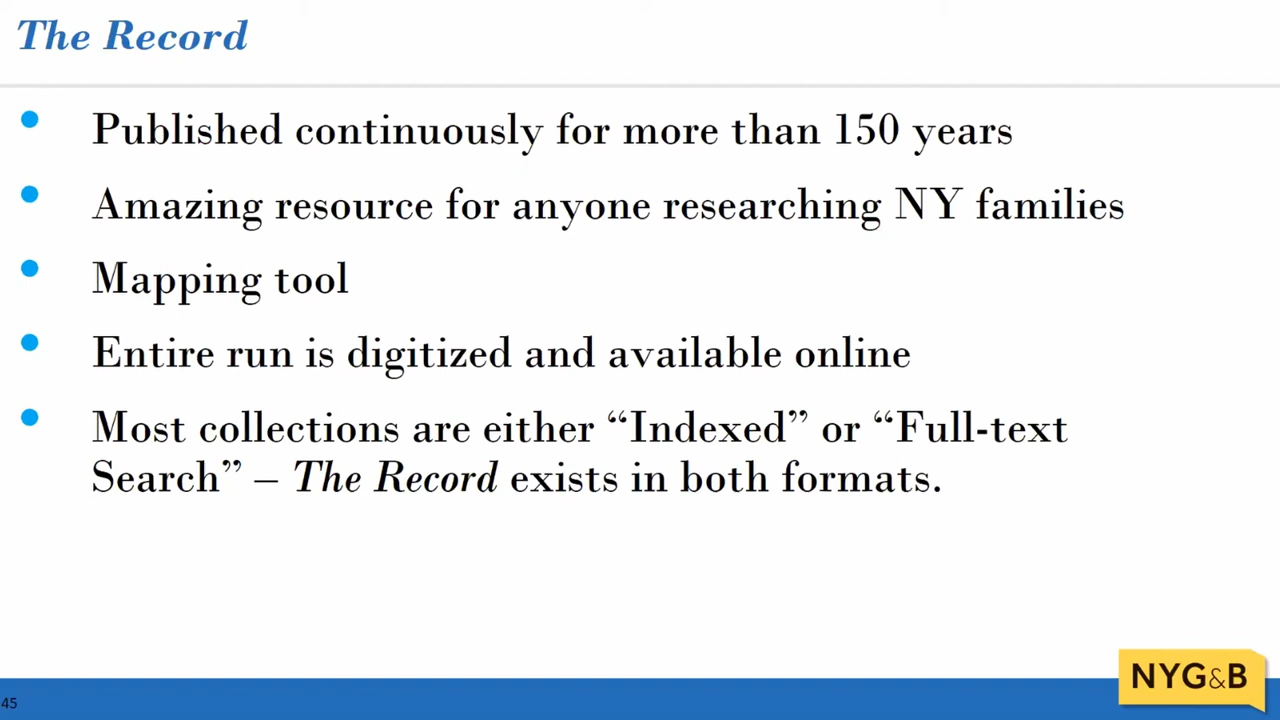 The Record
• Published continuously for more than 150 years
• Amazing resource for anyone researching NY families
• Mapping tool
• Entire run is digitized and available online
• Most collections are either “Indexed” or “Full-text
Search” – The Record exists in both formats.
NYG&B
45